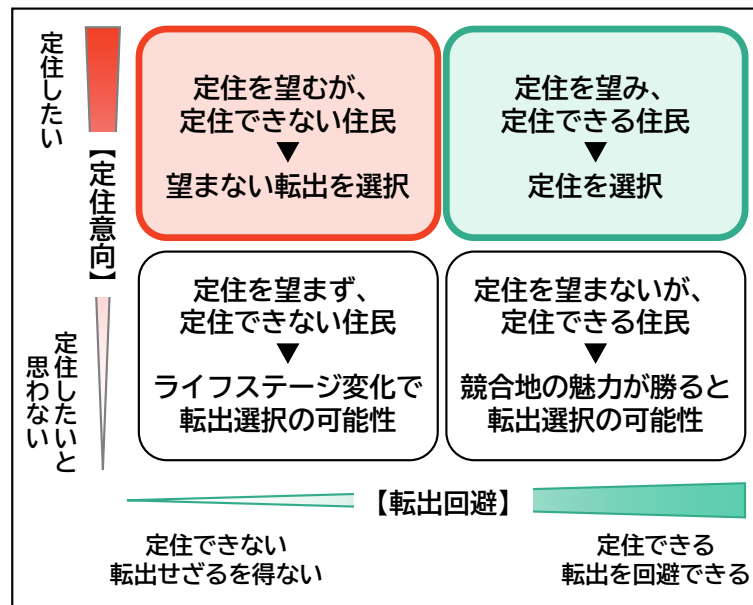 定住したい
【定住意向】
定住したいと
思わない
定住を望むが、
定住できない住民
▼
望まない転出を選択
定住を望み、
定住できる住民
▼
定住を選択
定住を望まず、
定住できない住民
▼
ライフステージ変化で
転出選択の可能性
定住を望まないが、
定住できる住民
▼
競合地の魅力が勝ると
転出選択の可能性
【転出回避】
定住できない
転出せざるを得ない
定住できる
転出を回避できる